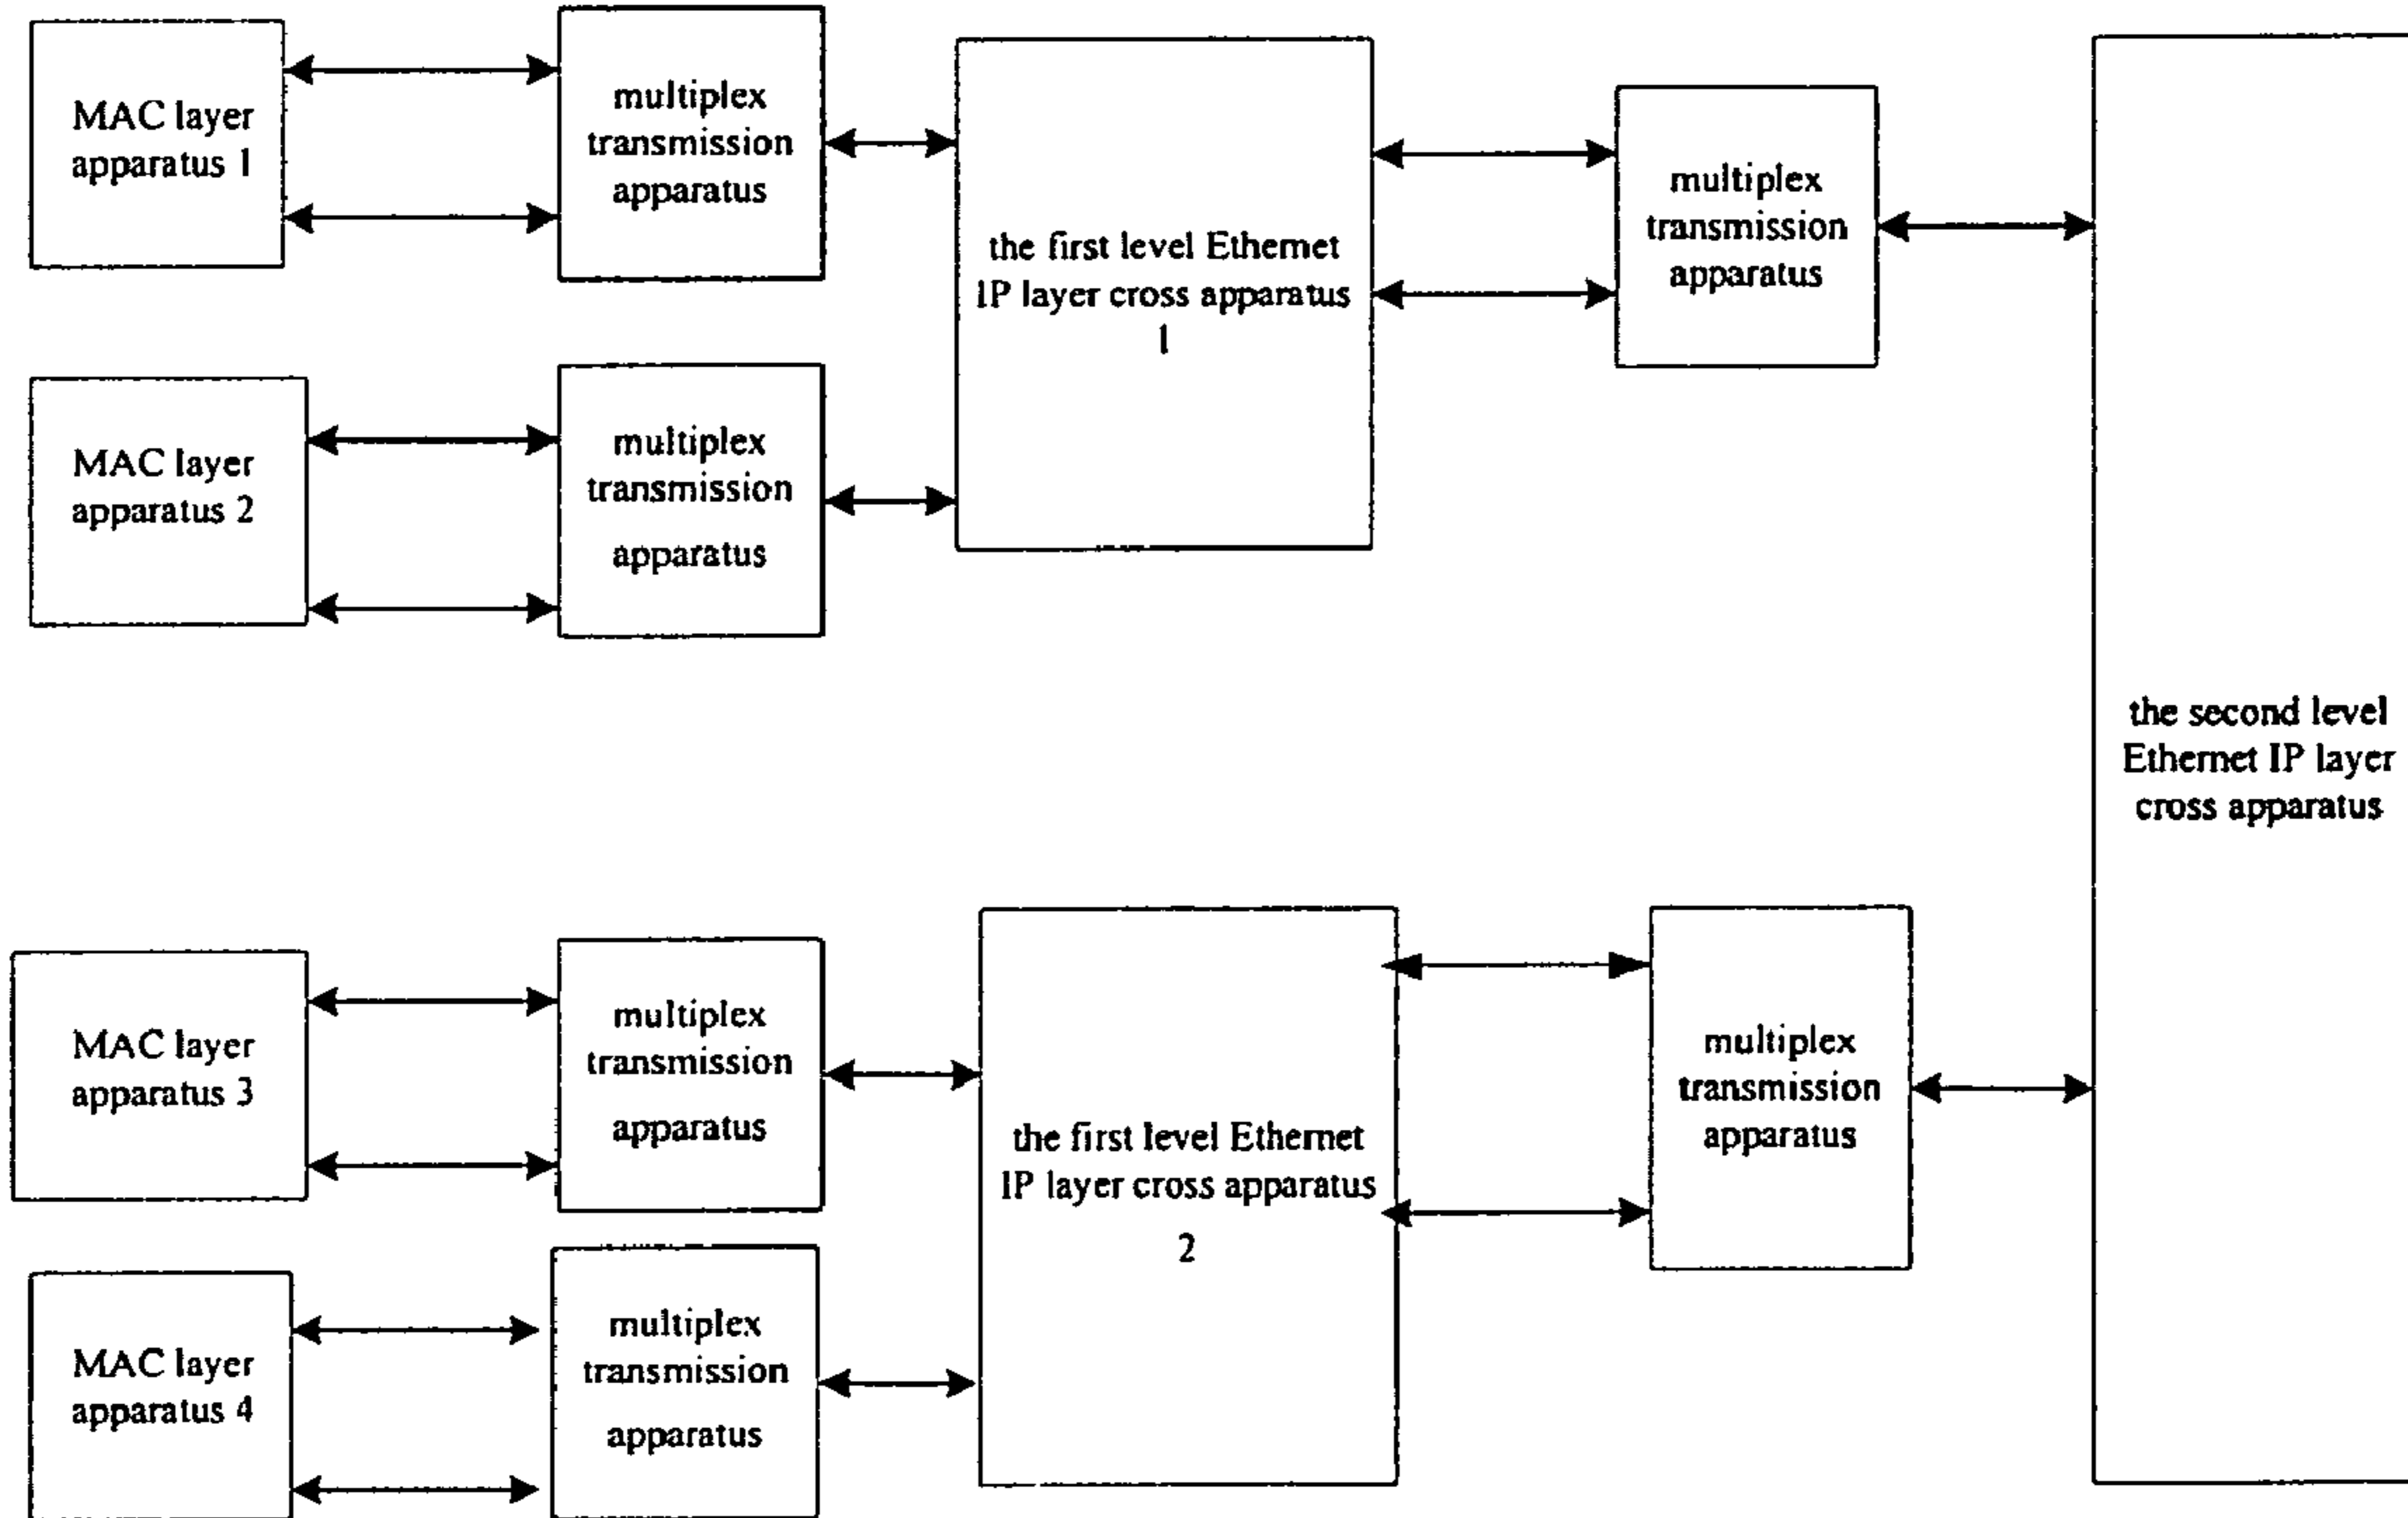 MAC layer
apparatus 1
multiplex
transmission
apparatus
the first level Ethernet
IP layer cross apparatus
1
multiplex
transmission
apparatus
MAC layer
apparatus 2
multiplex
transmission
apparatus
the second level
Ethernet IP layer
cross apparatus
MAC layer
apparatus 3
multiplex
transmission
apparatus
the first level Ethernet
IP layer cross apparatus
2
multiplex
transmission
apparatus
MAC layer
apparatus 4
multiplex
transmission
apparatus